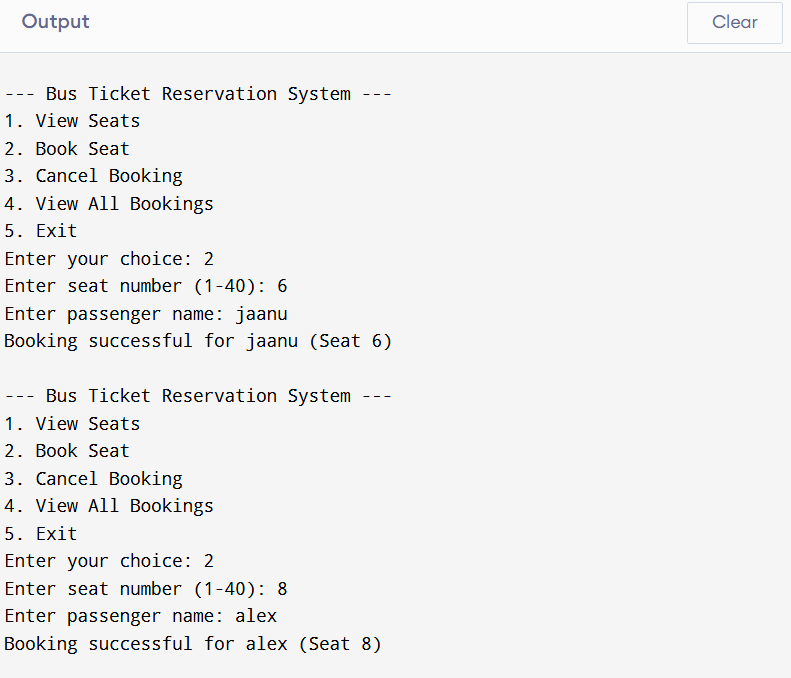 Output
Clear
--- Bus Ticket Reservation System ---
1. View Seats
2. Book Seat
3. Cancel Booking
4. View All Bookings
5. Exit
Enter your choice: 2
Enter seat number (1-40): 6
Enter passenger name: jaanu
Booking successful for jaanu (Seat 6)
--- Bus Ticket Reservation System ---
1. View Seats
2. Book Seat
3. Cancel Booking
4. View All Bookings
5. Exit
Enter your choice: 2
Enter seat number (1-40): 8
Enter passenger name: alex
Booking successful for alex (Seat 8)